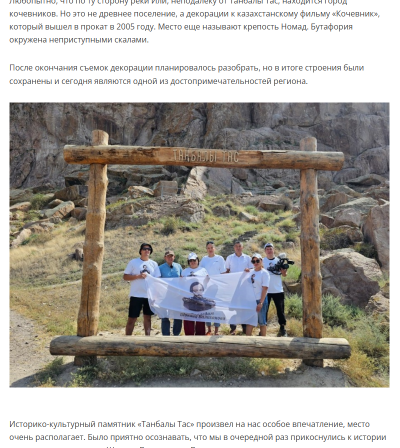 Любопытно, что по ту сторону реки Или, неподалеку от Танбалы Тас, находится город
кочевников. Но это не древнее поселение, а декорации к казахстанскому фильму «Кочевник»,
который вышел в прокат в 2005 году. Место еще называют крепость Номад. Бутафория
окружена неприступными скалами.
После окончания съемок декорации планировалось разобрать, но в итоге строения были
сохранены и сегодня являются одной из достопримечательностей региона.
ТАҢБАЛЫ ТАС
Историко-культурный памятник «Танбалы Тас» произвел на нас особое впечатление, место
очень располагает. Было приятно осознавать, что мы в очередной раз прикоснулись к истории